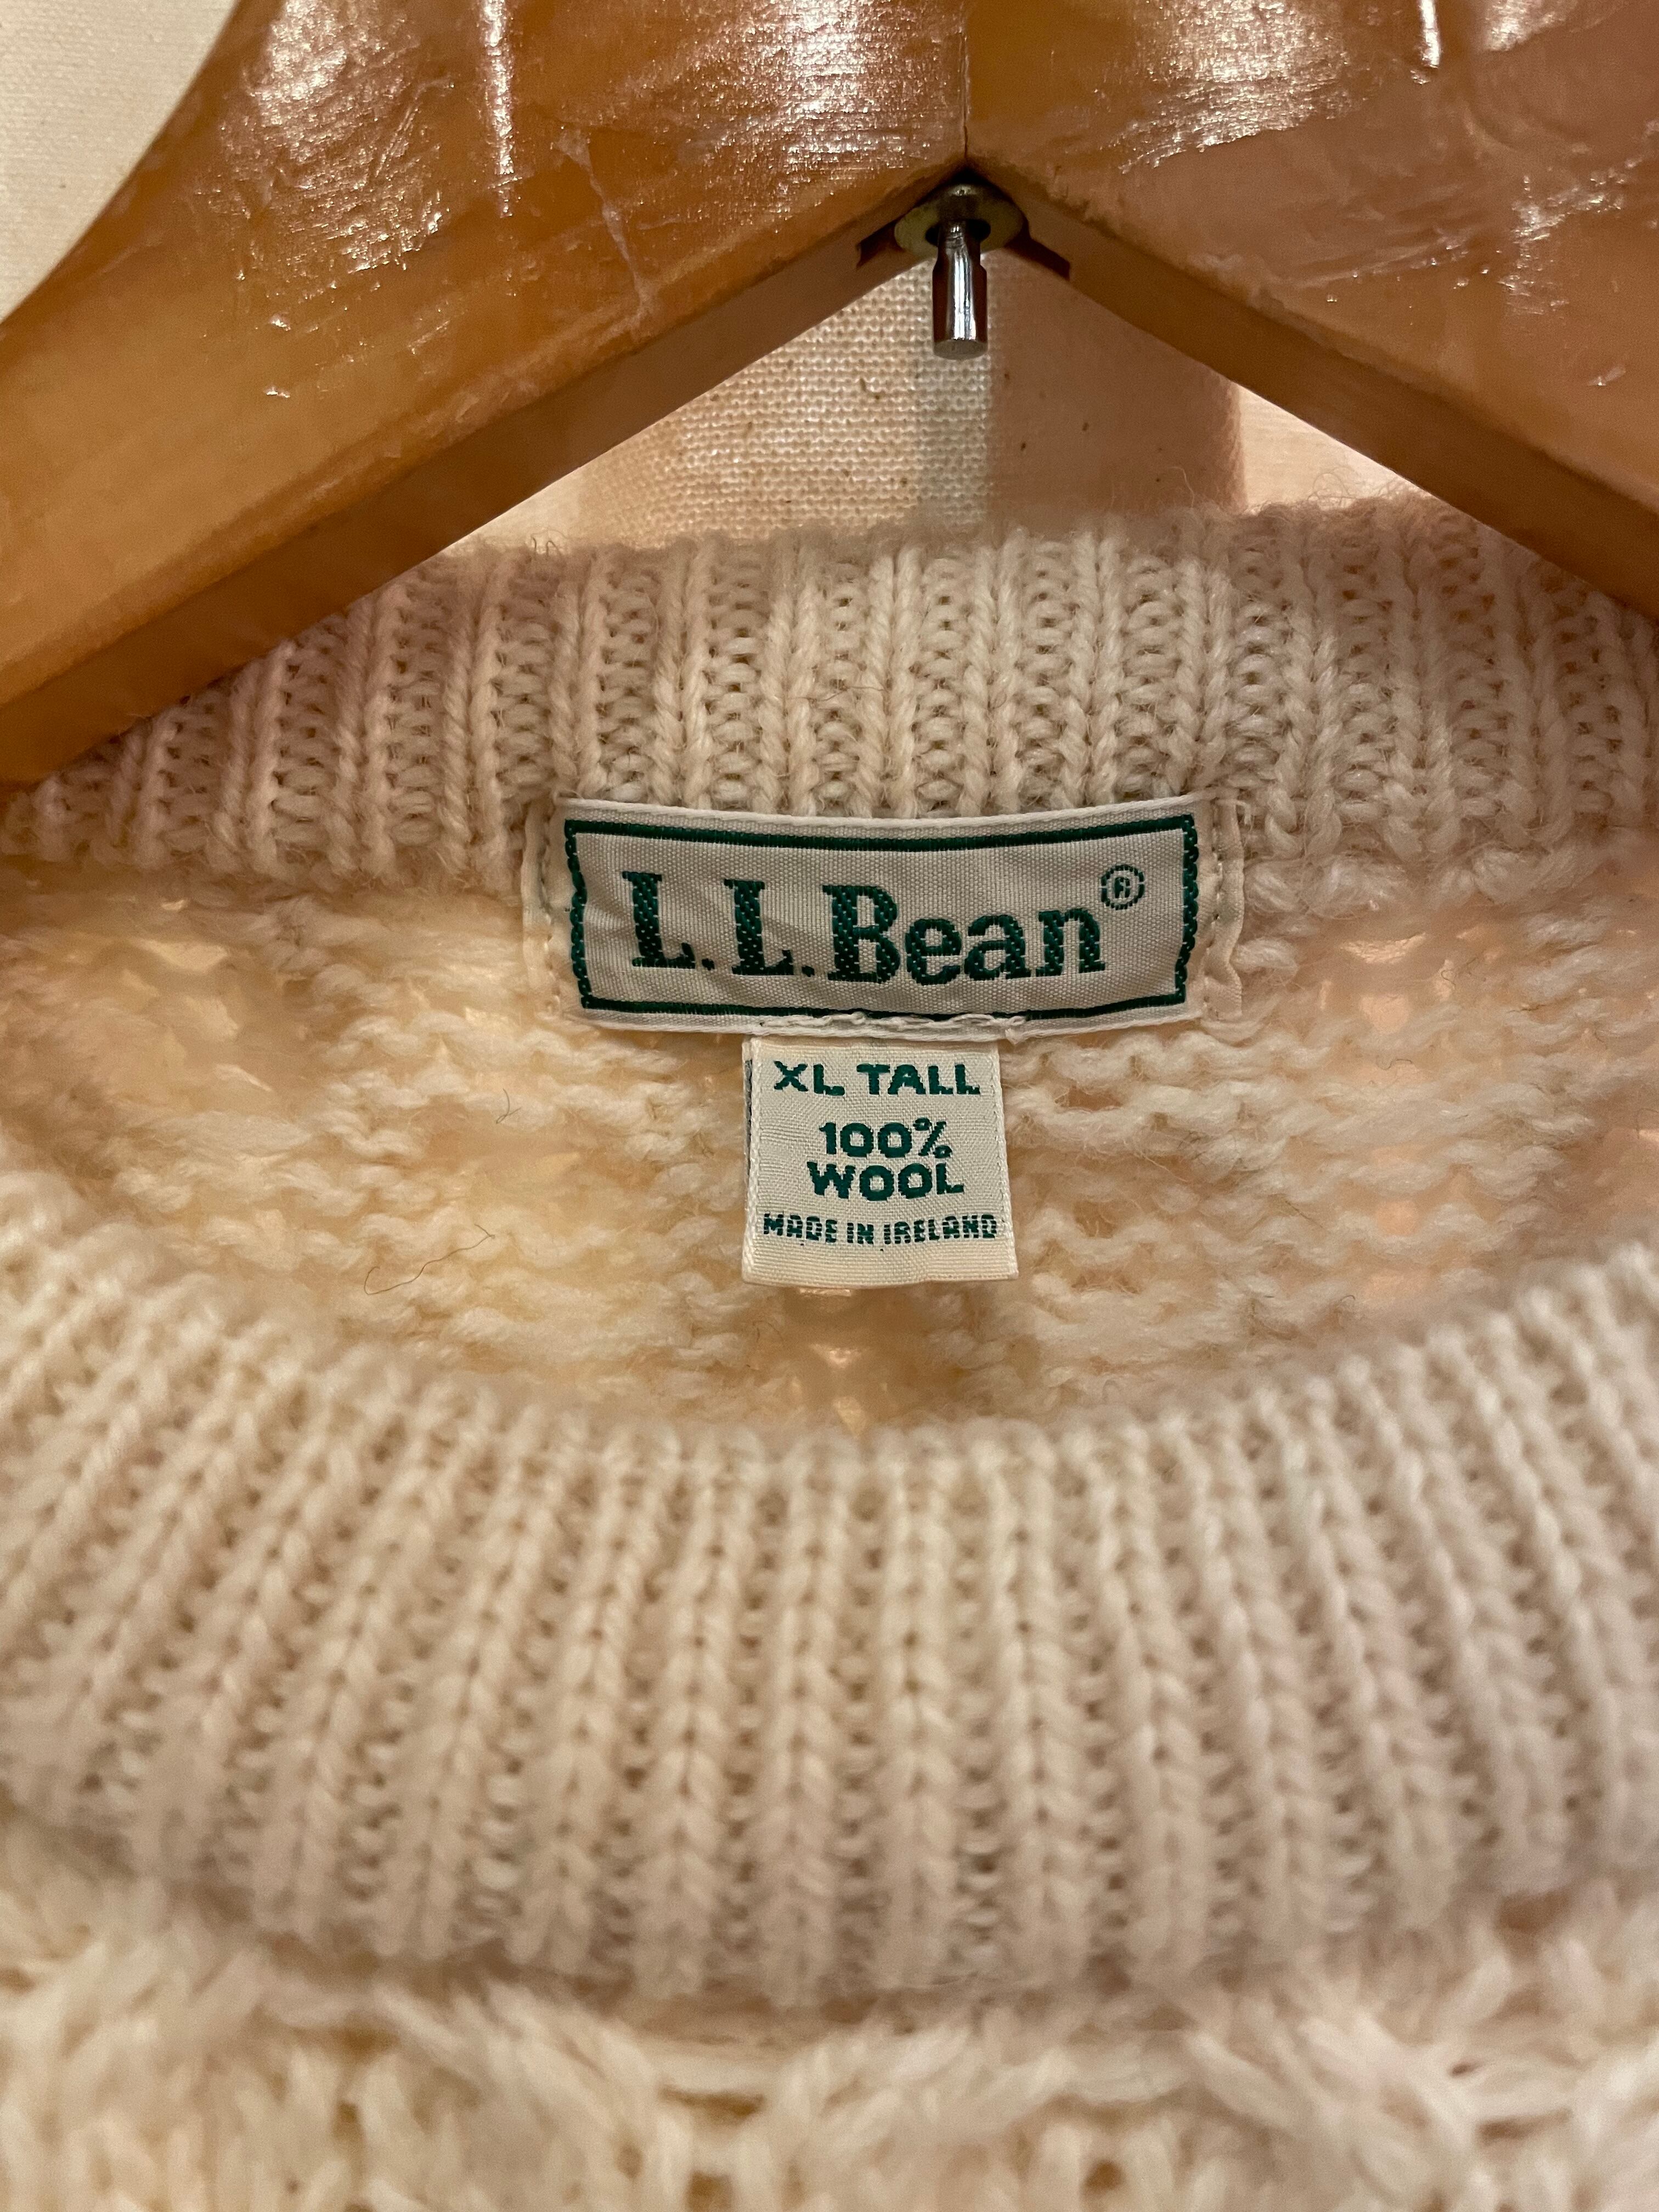 L.L.Bean®
XL TALL
100%
WOOL
MADE IN IRELAND